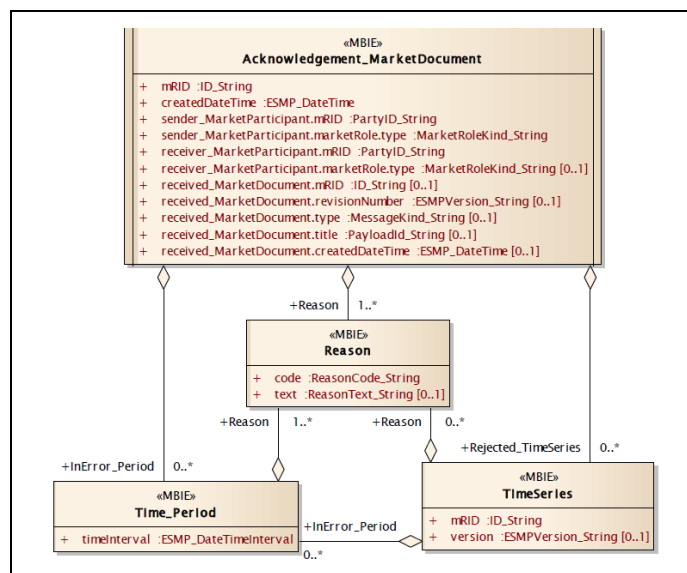 «MBIE»
Acknowledgement_MarketDocument
+ mRID :ID_String
+ createdDateTime :ESMP_DateTime
+ sender_MarketParticipant.mRID :PartyID_String
+ sender_MarketParticipant.marketRole.type :MarketRoleKind_String
+ receiver_MarketParticipant.mRID :PartyID_String
+ receiver_MarketParticipant.marketRole.type :MarketRoleKind_String [0..1]
+ received_MarketDocument.mRID :ID_String [0..1]
+ received_MarketDocument.revisionNumber :ESMPVersion_String [0..1]
+ received_MarketDocument.type :MessageKind_String [0..1]
+ received_MarketDocument.title :PayloadId_String [0..1]
+ received_MarketDocument.createdDateTime :ESMP_DateTime [0..1]
+Reason 1..*
«MBIE»
Reason
+ code :ReasonCode_String
+ text :ReasonText_String [0..1]
+Reason 1..* +Reason 0..*
+InError_Period 0..* +Rejected_TimeSeries 0..*
«MBIE»
Time_Period
+ timeInterval :ESMP_DateTimeInterval
+InError_Period
0..*
«MBIE»
TimeSeries
+ mRID :ID_String
+ version :ESMPVersion_String [0..1]